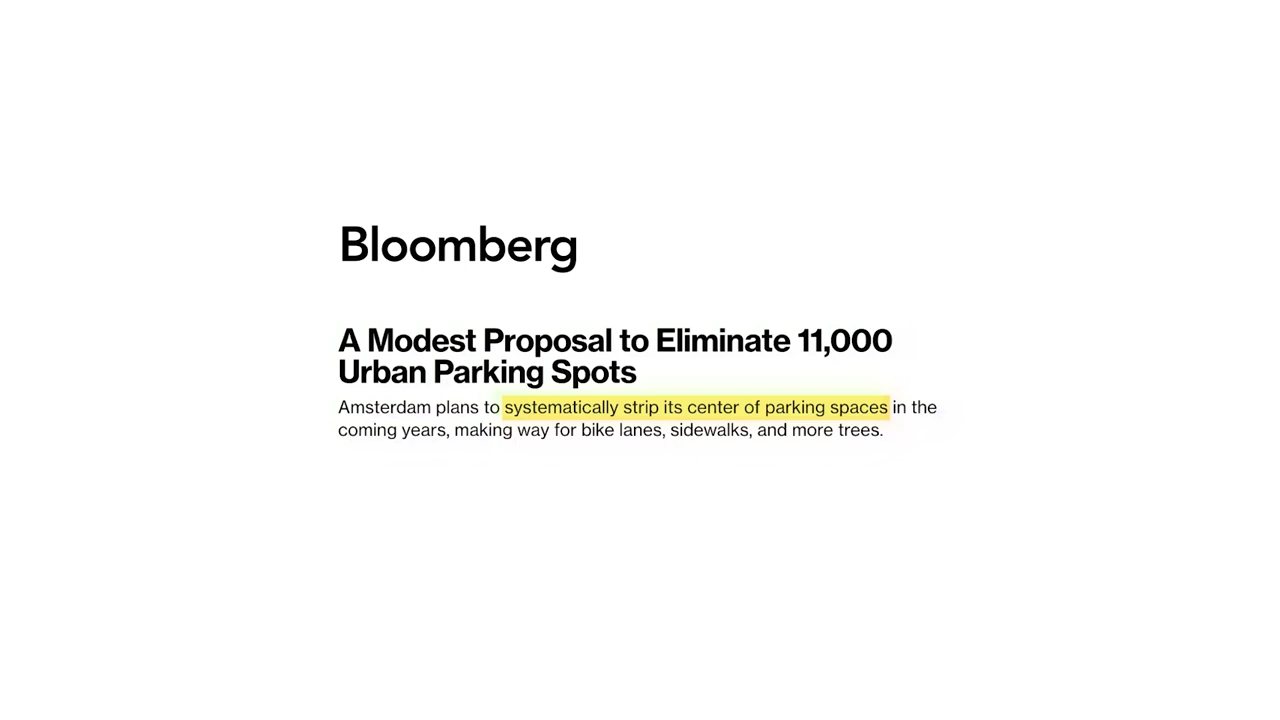 Bloomberg
A Modest Proposal to Eliminate 11,000
Urban Parking Spots
Amsterdam plans to systematically strip its center of parking spaces in the
coming years, making way for bike lanes, sidewalks, and more trees.